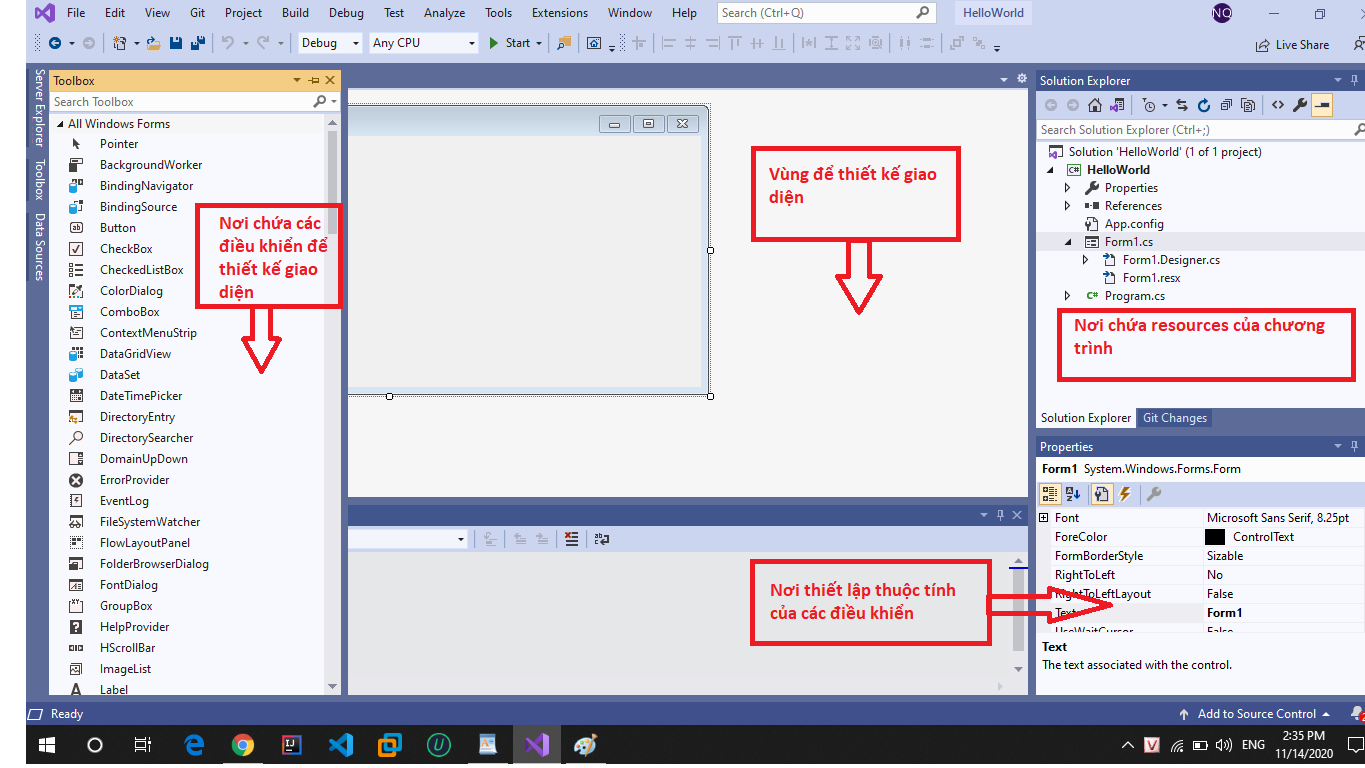 File Edit View Git Project Build Debug Test Analyze Tools Extensions Window Help Search (Ctrl+Q) HelloWorld NQ
Debug Any CPU Start Live Share
Server Explorer
Toolbox
Data Sources
Toolbox
Search Toolbox
All Windows Forms
Pointer
BackgroundWorker
BindingNavigator
BindingSource
Button
CheckBox
CheckedListBox
ColorDialog
ComboBox
ContextMenuStrip
DataGridView
DataSet
DateTimePicker
DirectoryEntry
DirectorySearcher
DomainUpDown
ErrorProvider
EventLog
FileSystemWatcher
FlowLayoutPanel
FolderBrowserDialog
FontDialog
GroupBox
HelpProvider
HScrollBar
ImageList
Label
Nơi chứa các
điều khiển để
thiết kế giao
diện
Vùng để thiết kế giao
diện
Solution Explorer
Search Solution Explorer (Ctrl+;)
Solution 'HelloWorld' (1 of 1 project)
HelloWorld
Properties
References
App.config
Form1.cs
Form1.Designer.cs
Form1.resx
Program.cs
Nơi chứa resources của chương
trình
Solution Explorer Git Changes
Properties
Form1 System.Windows.Forms.Form
Font Microsoft Sans Serif, 8.25pt
ForeColor ControlText
FormBorderStyle Sizable
RightToLeft No
RightToLeftLayout False
Text Form1
UseWaitCursor False
Text
The text associated with the control.
Nơi thiết lập thuộc tính
của các điều khiển
Ready Add to Source Control 2
ENG 2:35 PM
11/14/2020